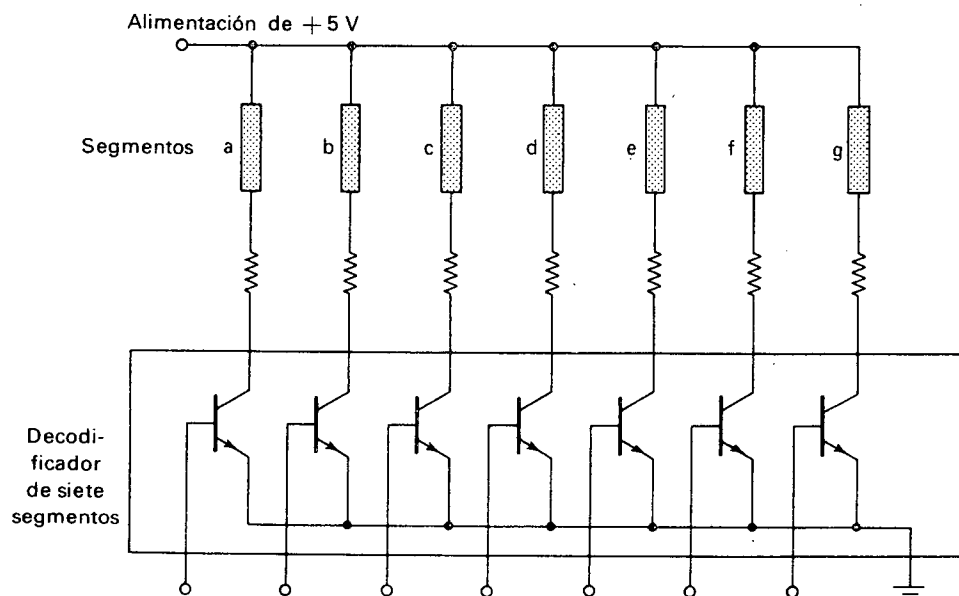 Alimentación de + 5 V
Segmentos a b c d e f g
Decodi-
ficador
de siete
segmentos